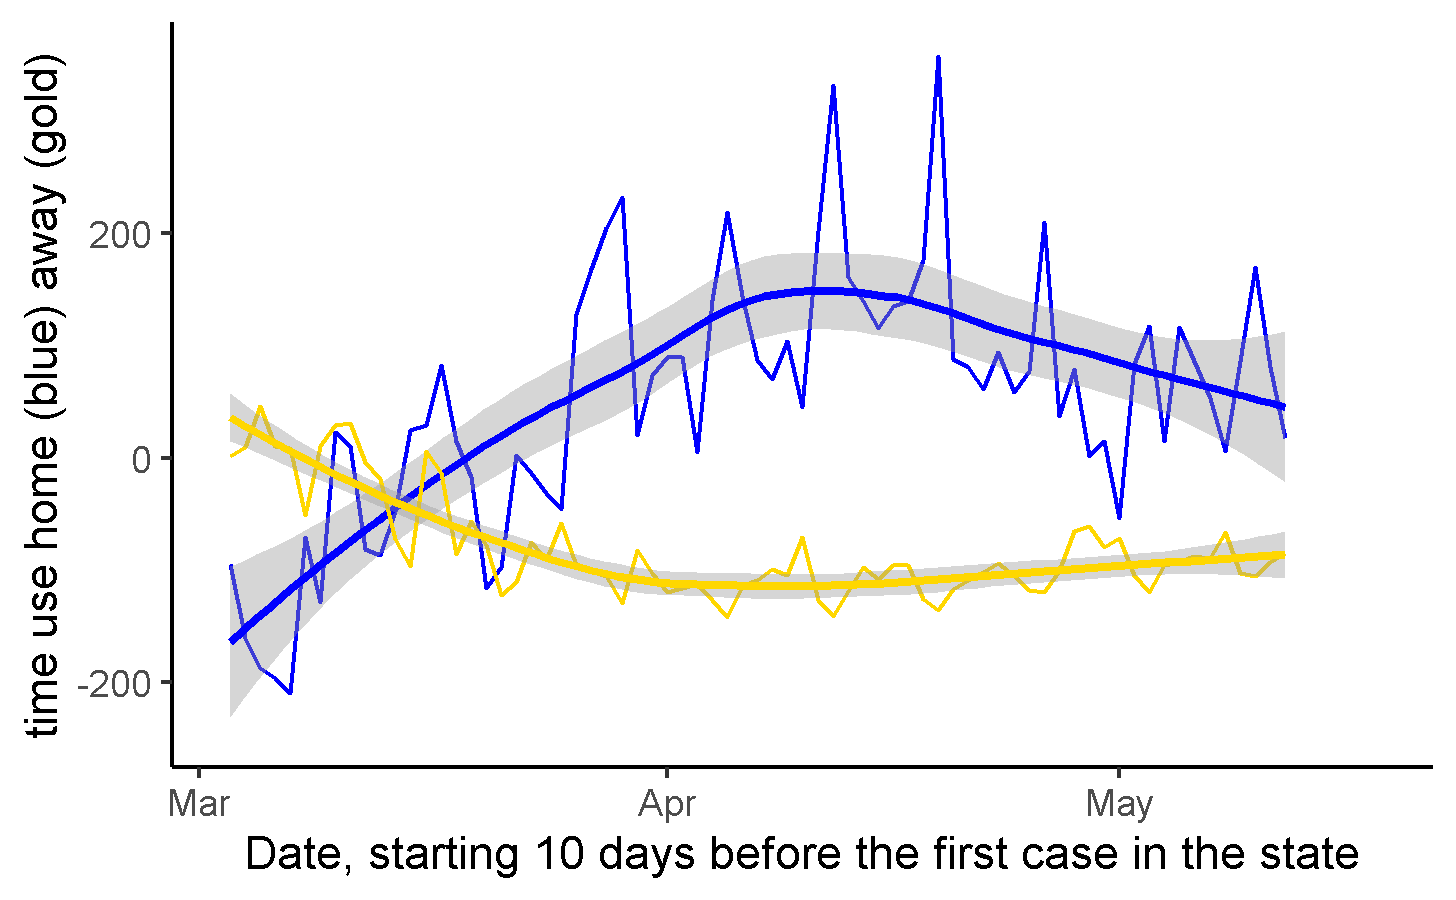 time use home (blue) away (gold)
200
0
-200
Mar
Apr
May
Date, starting 10 days before the first case in the state